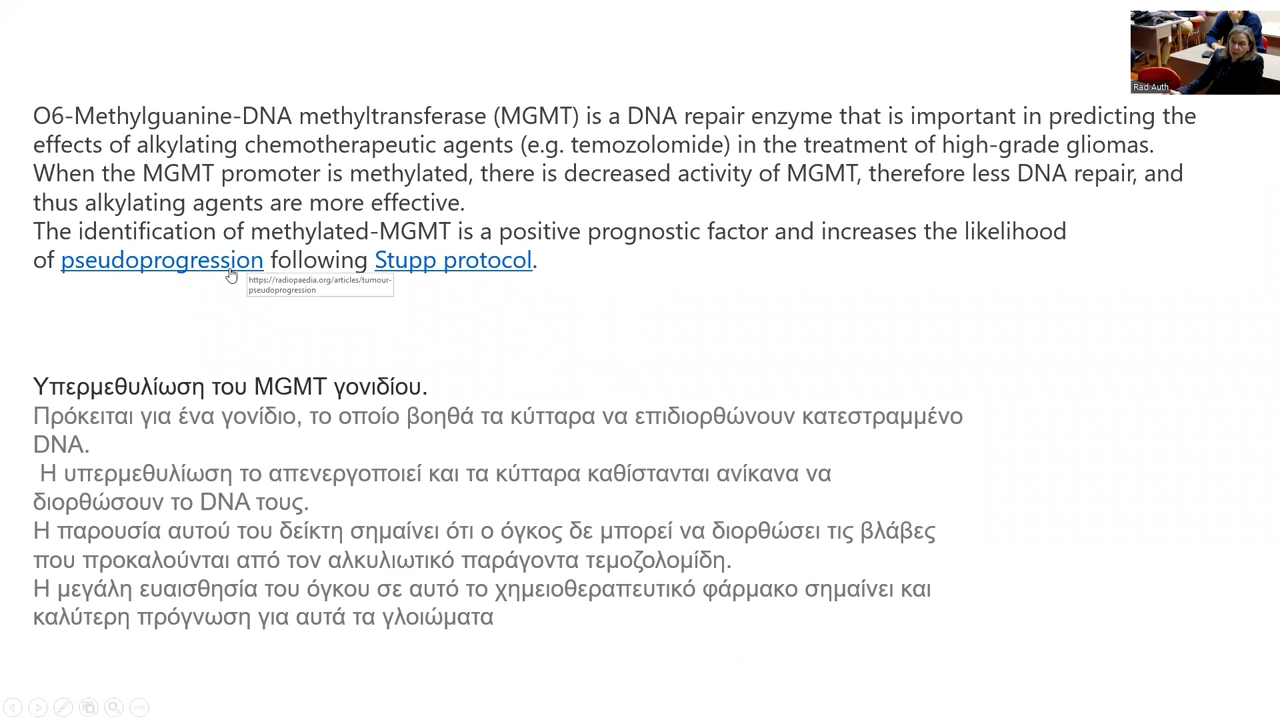 Rad Auth
O6-Methylguanine-DNA methyltransferase (MGMT) is a DNA repair enzyme that is important in predicting the
effects of alkylating chemotherapeutic agents (e.g. temozolomide) in the treatment of high-grade gliomas.
When the MGMT promoter is methylated, there is decreased activity of MGMT, therefore less DNA repair, and
thus alkylating agents are more effective.
The identification of methylated-MGMT is a positive prognostic factor and increases the likelihood
of pseudoprogression following Stupp protocol.
https://radiopaedia.org/articles/tumour-
pseudoprogression
Υπερμεθυλίωση του MGMT γονιδίου.
Πρόκειται για ένα γονίδιο, το οποίο βοηθά τα κύτταρα να επιδιορθώνουν κατεστραμμένο
DNA.
Η υπερμεθυλίωση το απενεργοποιεί και τα κύτταρα καθίστανται ανίκανα να
διορθώσουν το DNA τους.
Η παρουσία αυτού του δείκτη σημαίνει ότι ο όγκος δε μπορεί να διορθώσει τις βλάβες
που προκαλούνται από τον αλκυλιωτικό παράγοντα τεμοζολομίδη.
Η μεγάλη ευαισθησία του όγκου σε αυτό το χημειοθεραπευτικό φάρμακο σημαίνει και
καλύτερη πρόγνωση για αυτά τα γλοιώματα